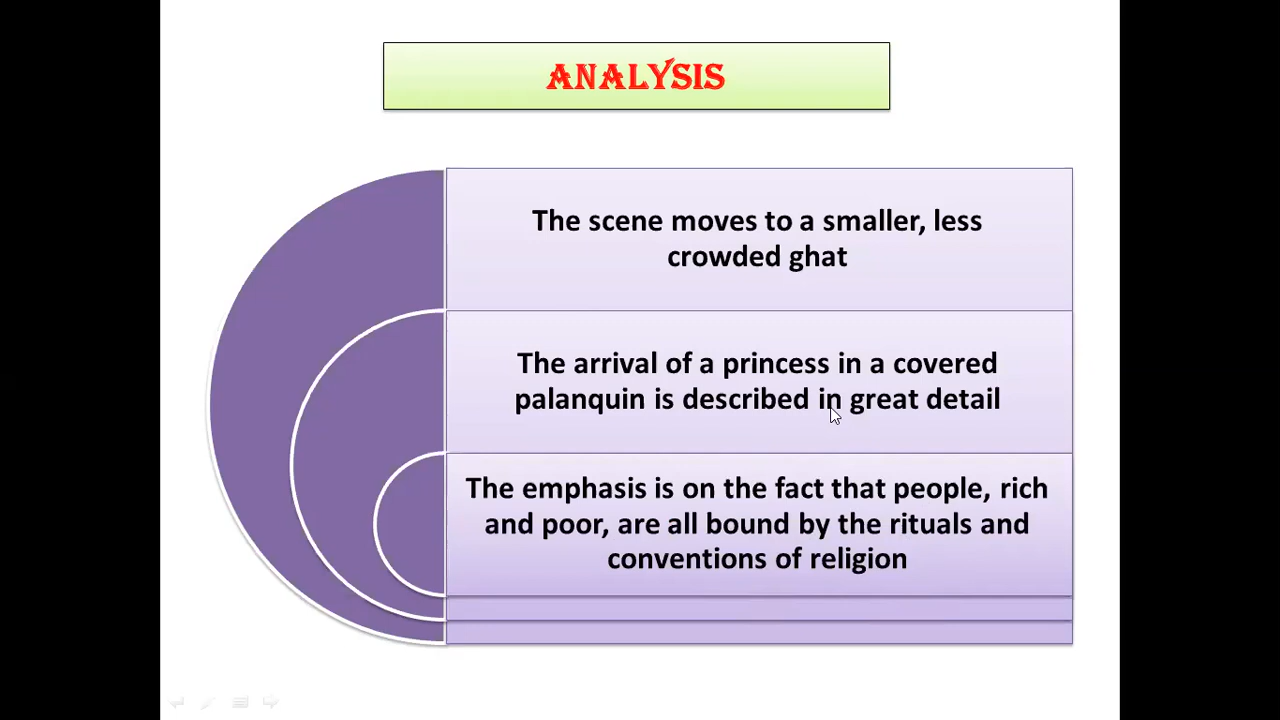 ANALYSIS
The scene moves to a smaller, less
crowded ghat
The arrival of a princess in a covered
palanquin is described in great detail
The emphasis is on the fact that people, rich
and poor, are all bound by the rituals and
conventions of religion